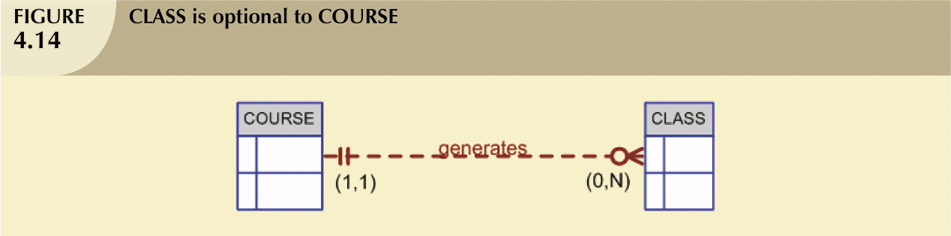 FIGURE
4.14
CLASS is optional to COURSE
COURSE
CLASS
generates
(1,1)
(0,N)